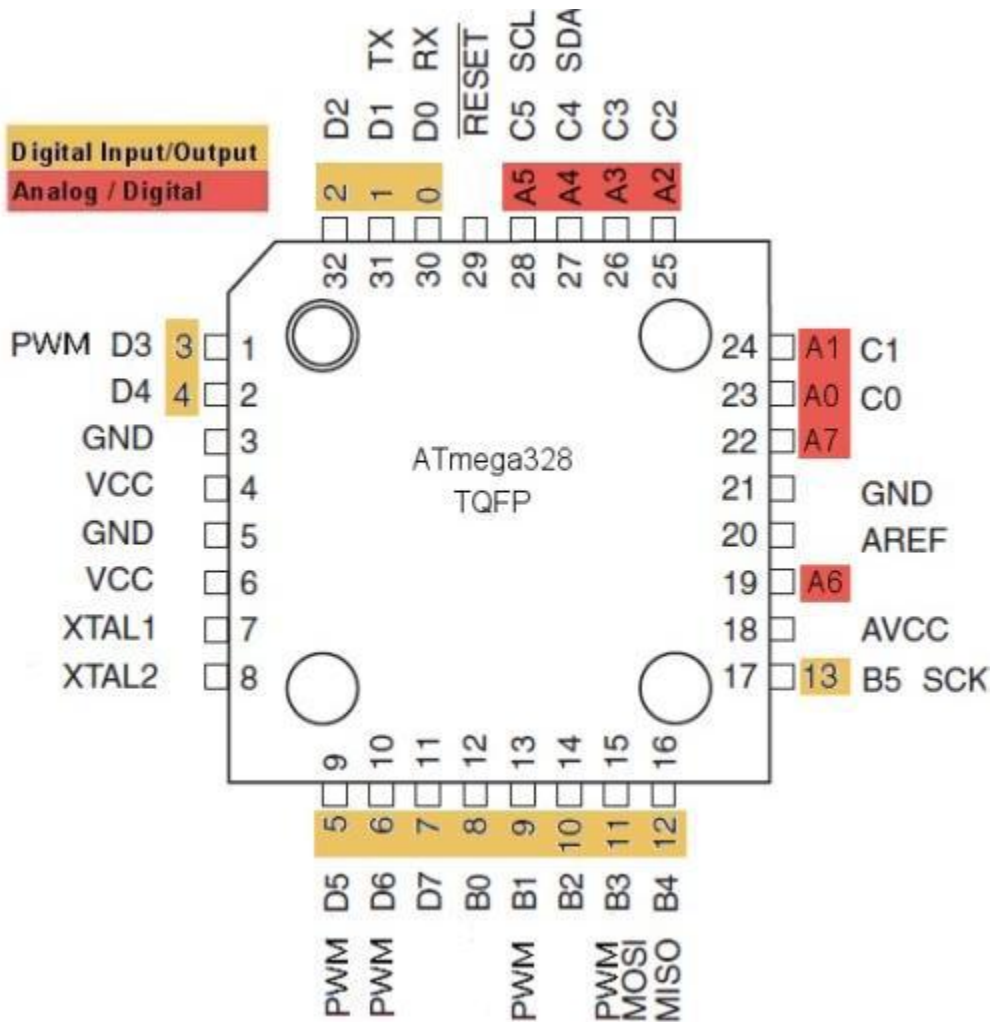 Digital Input/Output
Analog / Digital
D2
D1 TX
D0 RX
RESET
C5 SCL
C4 SDA
C3
C2
2
1
0
A5
A4
A3
A2
32
31
30
29
28
27
26
25
PWM D3 3 1
D4 4 2
GND 3
VCC 4
GND 5
VCC 6
XTAL1 7
XTAL2 8
ATmega328
TQFP
24 A1 C1
23 A0 C0
22 A7
21 GND
20 AREF
19 A6
18 AVCC
17 13 B5 SCK
9
10
11
12
13
14
15
16
5
6
7
8
9
10
11
12
PWM D5
PWM D6
D7
B0
PWM B1
B2
PWM B3
MOSI
MISO B4